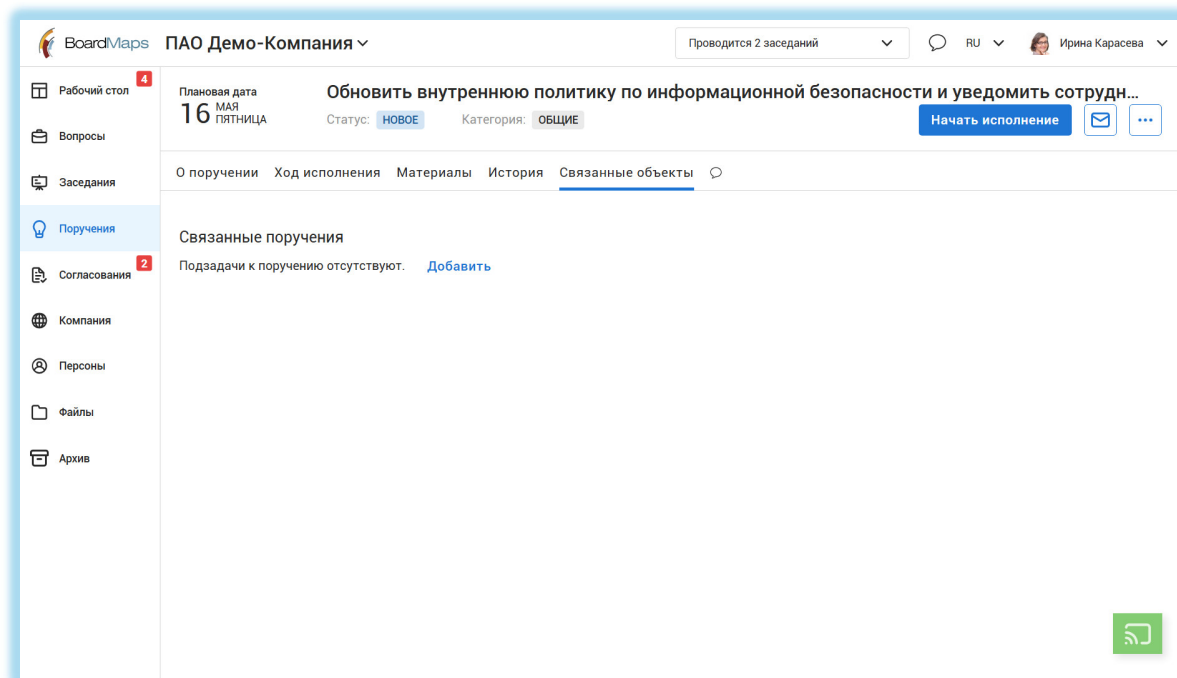 BoardMaps
ПАО Демо-Компания
Проводится 2 заседаний
RU
Ирина Карасева
Рабочий стол
4
Вопросы
Заседания
Поручения
Согласования
2
Компания
Персоны
Файлы
Архив
Плановая дата
16 МАЯ
ПЯТНИЦА
Обновить внутреннюю политику по информационной безопасности и уведомить сотрудн...
Статус: НОВОЕ Категория: ОБЩИЕ
Начать исполнение
О поручении Ход исполнения Материалы История Связанные объекты
Связанные поручения
Подзадачи к поручению отсутствуют. Добавить